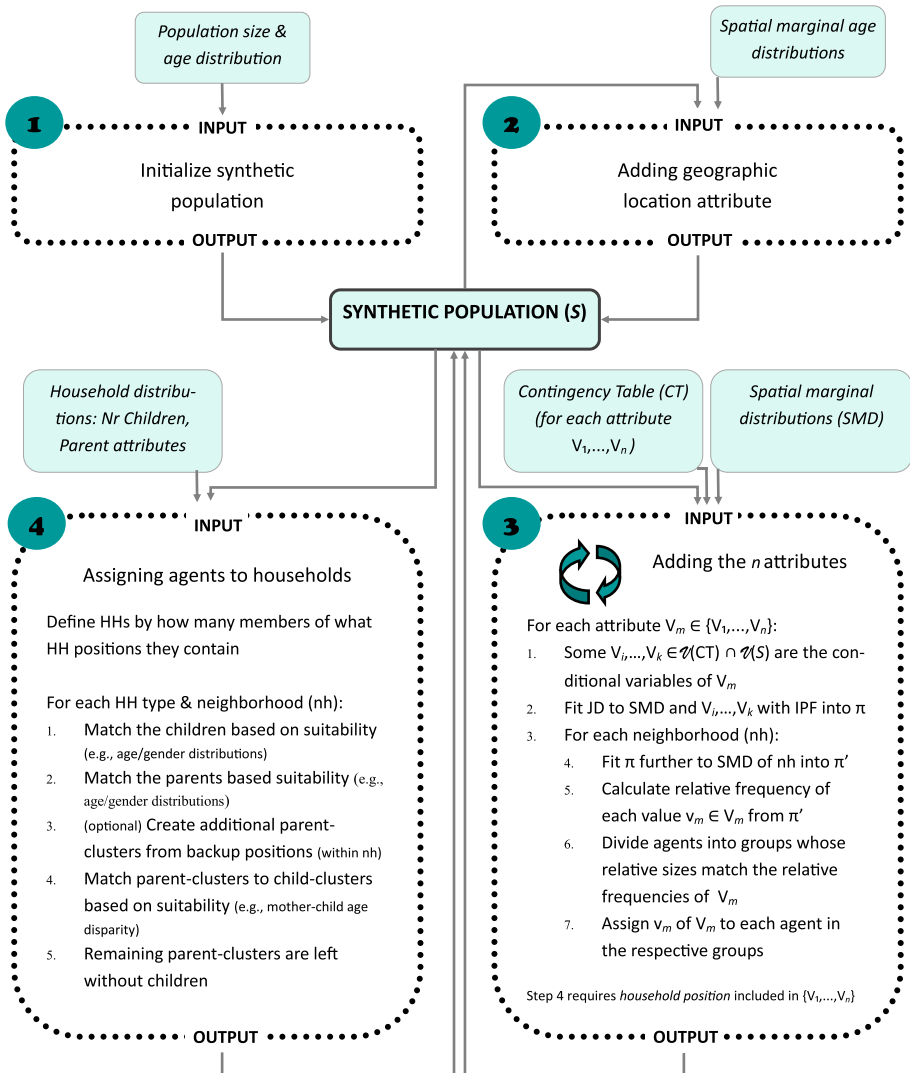 Population size &
age distribution
1
INPUT
Initialize synthetic
population
OUTPUT
Spatial marginal age
distributions
2
INPUT
Adding geographic
location attribute
OUTPUT
SYNTHETIC POPULATION (S)
Household distribu-
tions: Nr Children,
Parent attributes
4
INPUT
Assigning agents to households
Define HHs by how many members of what
HH positions they contain
For each HH type & neighborhood (nh):
1. Match the children based on suitability
(e.g., age/gender distributions)
2. Match the parents based suitability (e.g.,
age/gender distributions)
3. (optional) Create additional parent-
clusters from backup positions (within nh)
4. Match parent-clusters to child-clusters
based on suitability (e.g., mother-child age
disparity)
5. Remaining parent-clusters are left
without children
OUTPUT
Contingency Table (CT)
(for each attribute
V₁,...,Vₙ )
Spatial marginal
distributions (SMD)
3
INPUT
Adding the n attributes
For each attribute Vₘ ∈ {V₁,...,Vₙ}:
1. Some Vᵢ,...,Vₖ ∈ 𝒱(CT) ∩ 𝒱(S) are the con-
ditional variables of Vₘ
2. Fit JD to SMD and Vᵢ,...,Vₖ with IPF into π
3. For each neighborhood (nh):
4. Fit π further to SMD of nh into π’
5. Calculate relative frequency of
each value vₘ ∈ Vₘ from π’
6. Divide agents into groups whose
relative sizes match the relative
frequencies of Vₘ
7. Assign vₘ of Vₘ to each agent in
the respective groups
Step 4 requires household position included in {V₁,...,Vₙ}
OUTPUT